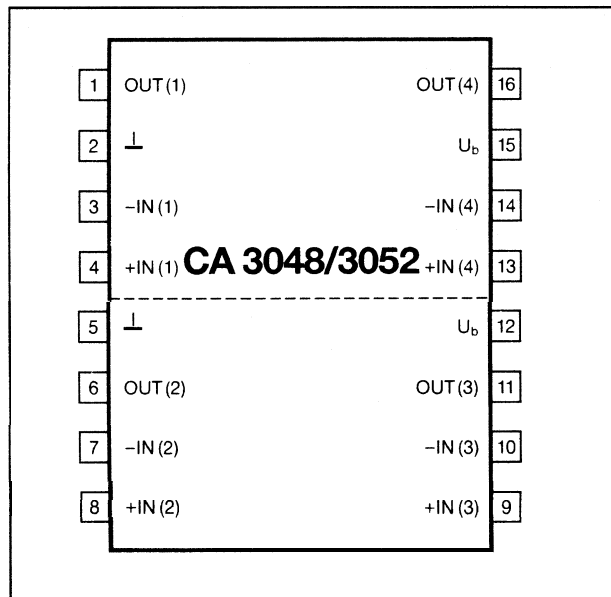 1 OUT(1) OUT(4) 16
2 ⊥ U_b 15
3 -IN(1) -IN(4) 14
4 +IN(1) CA 3048/3052 +IN(4) 13
5 ⊥ U_b 12
6 OUT(2) OUT(3) 11
7 -IN(2) -IN(3) 10
8 +IN(2) +IN(3) 9